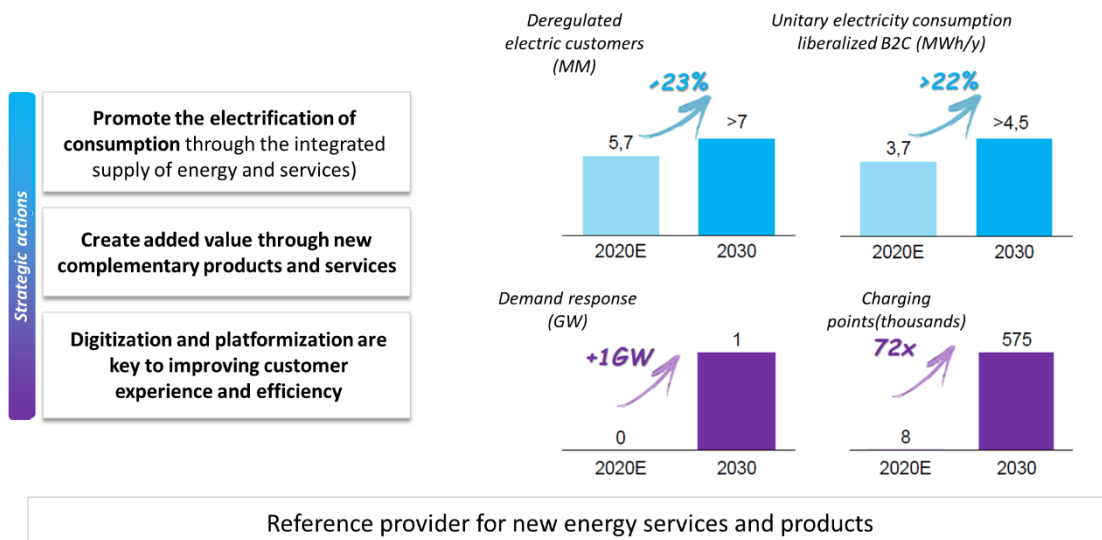 Strategic actions
Promote the electrification of
consumption through the integrated
supply of energy and services)
Create added value through new
complementary products and services
Digitization and platformization are
key to improving customer
experience and efficiency
Deregulated
electric customers
(MM)
23%
5,7
>7
2020E
2030
Unitary electricity consumption
liberalized B2C (MWh/y)
>22%
3,7
>4,5
2020E
2030
Demand response
(GW)
+1GW
0
1
2020E
2030
Charging
points(thousands)
72x
8
575
2020E
2030
Reference provider for new energy services and products